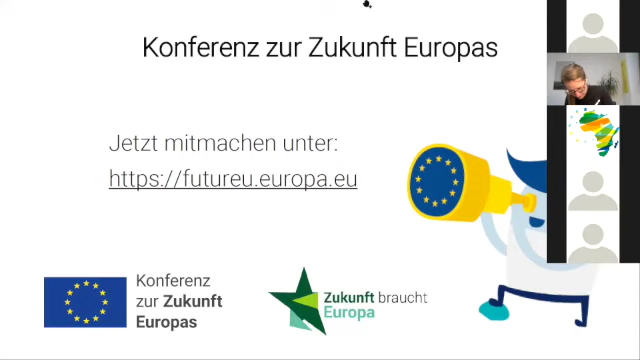 Konferenz zur Zukunft Europas
Jetzt mitmachen unter:
https://futureu.europa.eu
Konferenz
zur Zukunft
Europas
Zukunft braucht
Europa